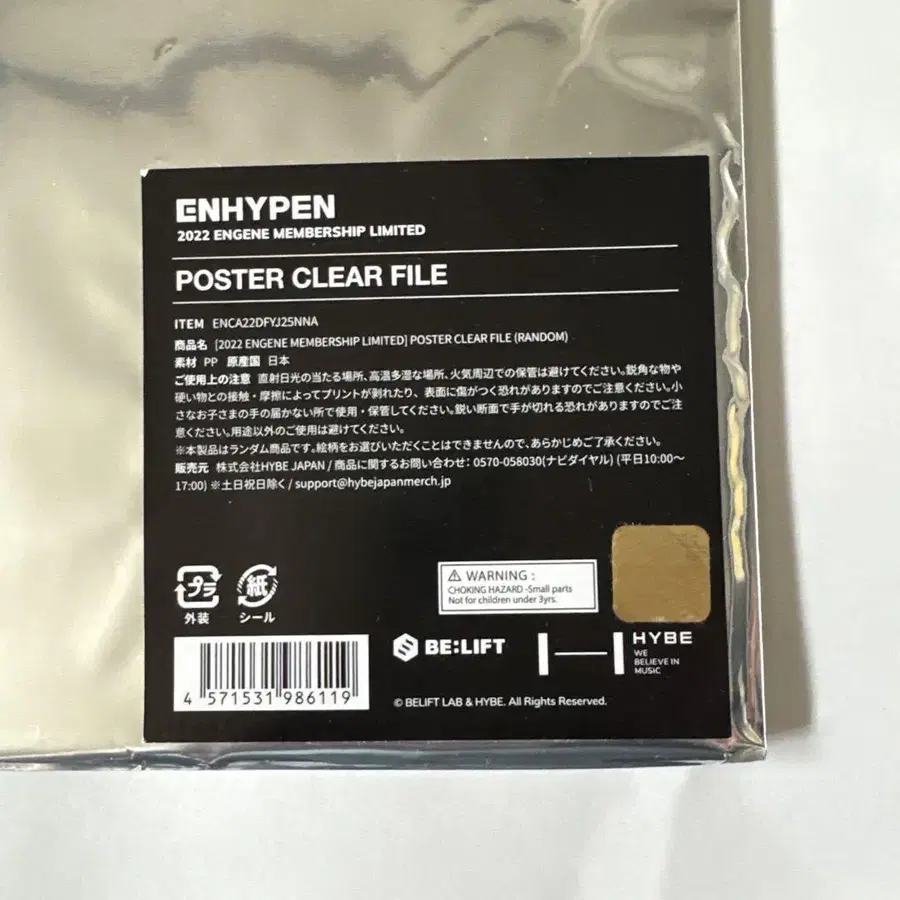 ENHYPEN
2022 ENGENE MEMBERSHIP LIMITED
POSTER CLEAR FILE
ITEM ENCA22DFYJ25NNA
商品名 [2022 ENGENE MEMBERSHIP LIMITED] POSTER CLEAR FILE (RANDOM)
素材 PP 原産国 日本
ご使用上の注意 直射日光の当たる場所、高温多湿な場所、火気周辺での保管は避けてください。鋭角な物や
硬い物との接触・摩擦によってプリントが剥れたり、表面に傷がつく恐れがありますのでご注意ください。小
さなお子さまの手の届かない所で使用・保管してください。鋭い断面で手が切れる恐れがありますのでご注
意ください。用途以外のご使用は避けてください。
※本製品はランダム商品です。絵柄をお選びいただくことはできませんので、あらかじめご了承ください。
販売元 株式会社HYBE JAPAN / 商品に関するお問い合わせ: 0570-058030(ナビダイヤル) (平日10:00～
17:00) ※土日祝日除く / support@hybejapanmerch.jp
プラ
外装
紙
シール
⚠ WARNING :
CHOKING HAZARD -Small parts
Not for children under 3yrs.
4 571531 986119
BE:LIFT
HYBE
WE
BELIEVE IN
MUSIC
© BELIFT LAB & HYBE. All Rights Reserved.